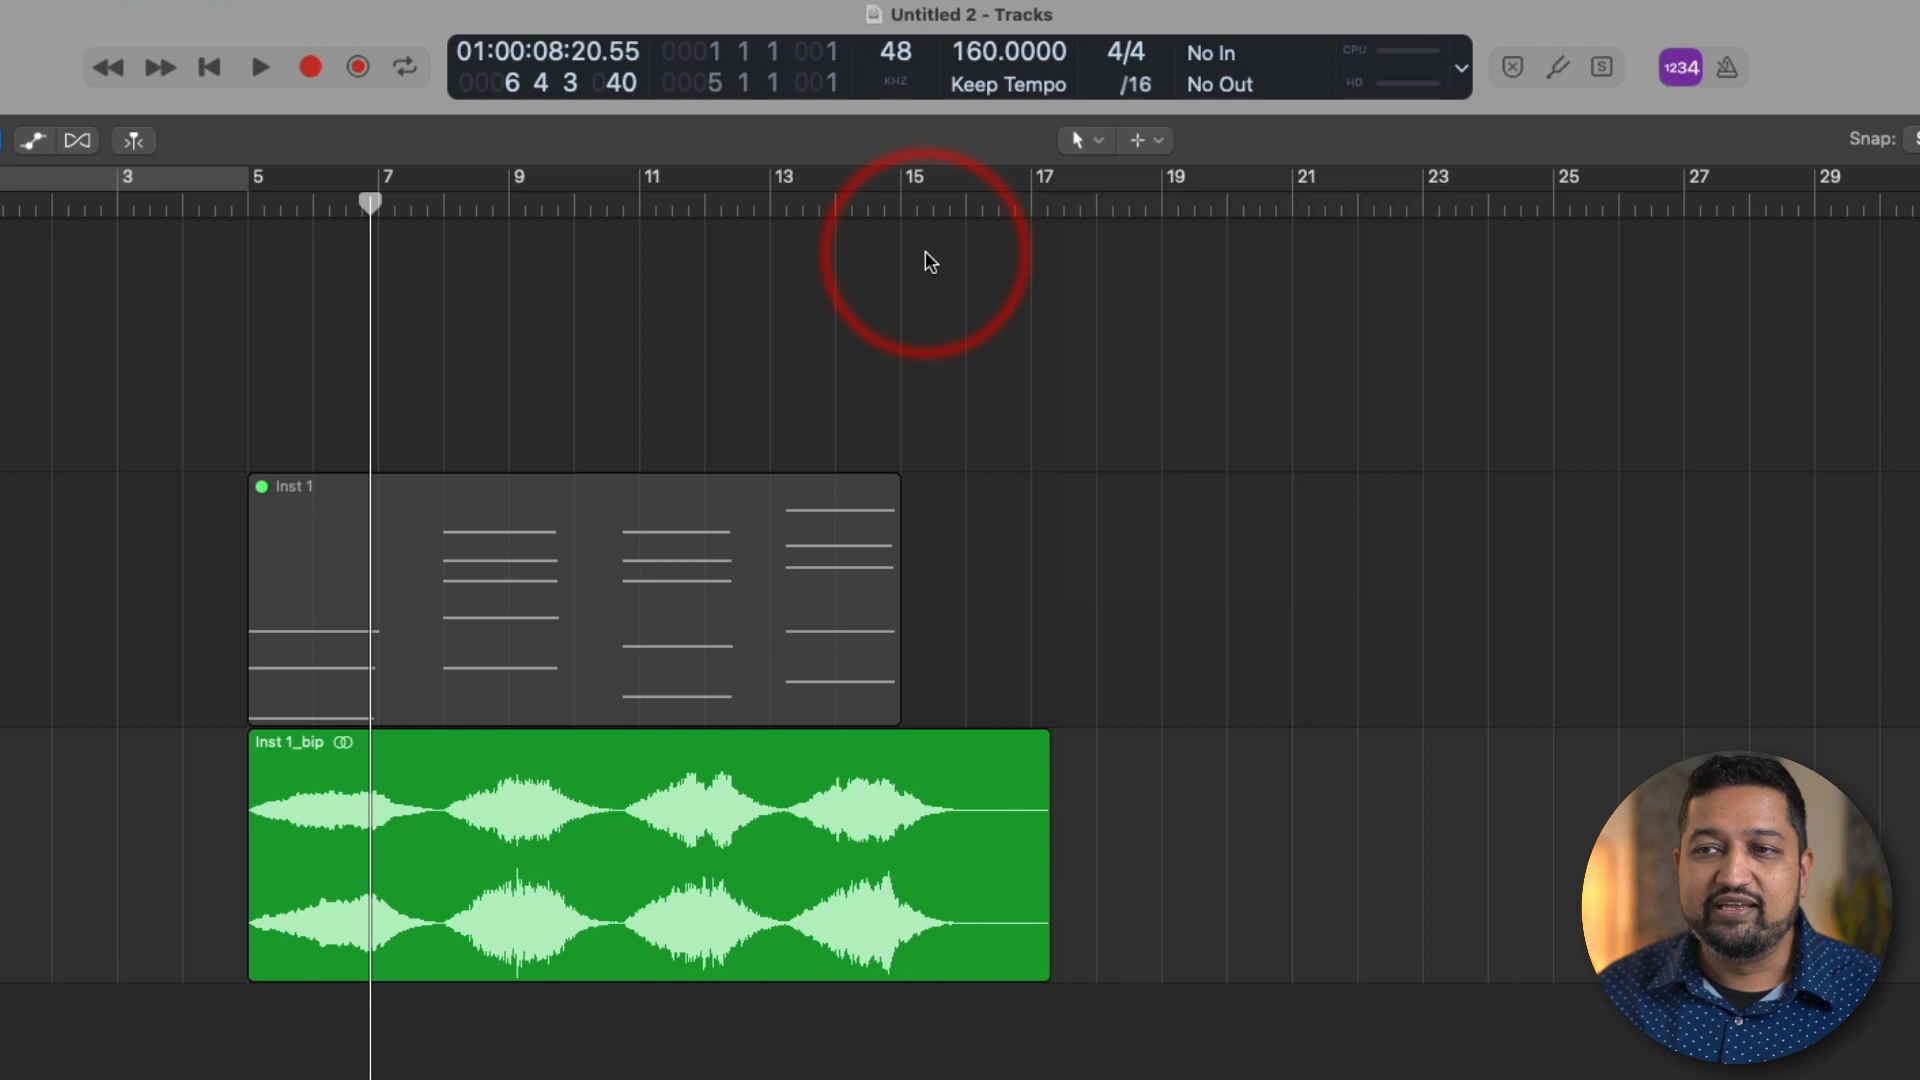 Untitled 2 - Tracks
01:00:08:20.55 0001 1 1 001 48 160.0000 4/4 No In CPU
0006 4 3 040 0005 1 1 001 KHZ Keep Tempo /16 No Out HD
S 1234
Snap:
3 5 7 9 11 13 15 17 19 21 23 25 27 29
Inst 1
Inst 1_bip